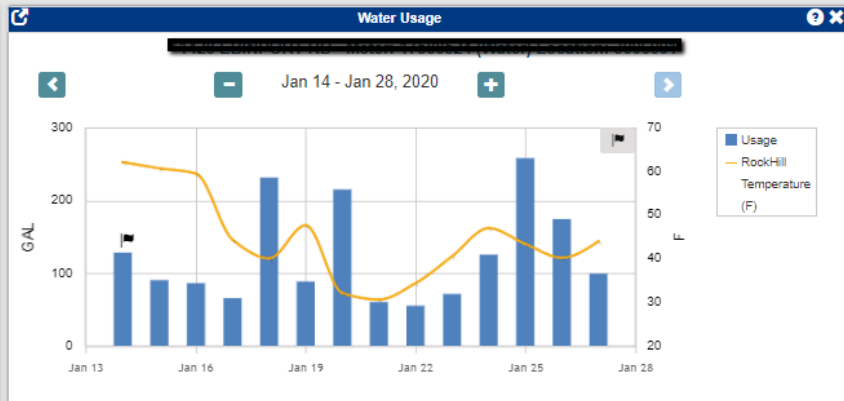 Water Usage
Jan 14 - Jan 28, 2020
300
200
100
0
GAL
70
60
50
40
30
20
F
Jan 13
Jan 16
Jan 19
Jan 22
Jan 25
Jan 28
Usage
RockHill
Temperature
(F)